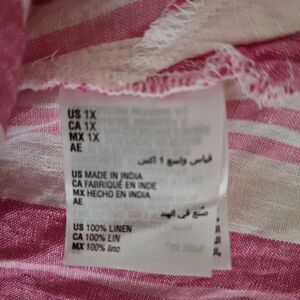 US 1X
CA 1X
MX 1X
AE
قياس واسع 1 اكس
US MADE IN INDIA
CA FABRIQUÉ EN INDE
MX HECHO EN INDIA
AE
صنع في الهند
US 100% LINEN
CA 100% LIN
MX 100% lino